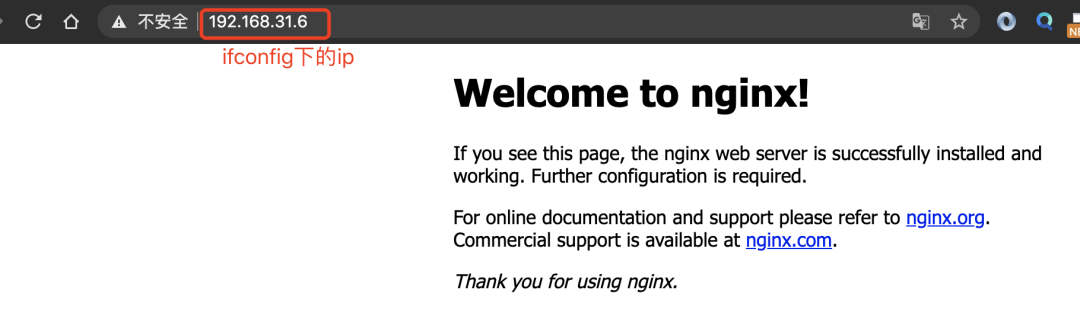 不安全 192.168.31.6
ifconfig下的ip
Welcome to nginx!
If you see this page, the nginx web server is successfully installed and
working. Further configuration is required.
For online documentation and support please refer to nginx.org.
Commercial support is available at nginx.com.
Thank you for using nginx.